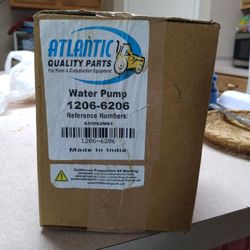 ATLANTIC
QUALITY PARTS
For Farm & Construction Equipment
Water Pump
1206-6206
Reference Numbers:
1206-6206
Made in India
California Proposition 65 Warning